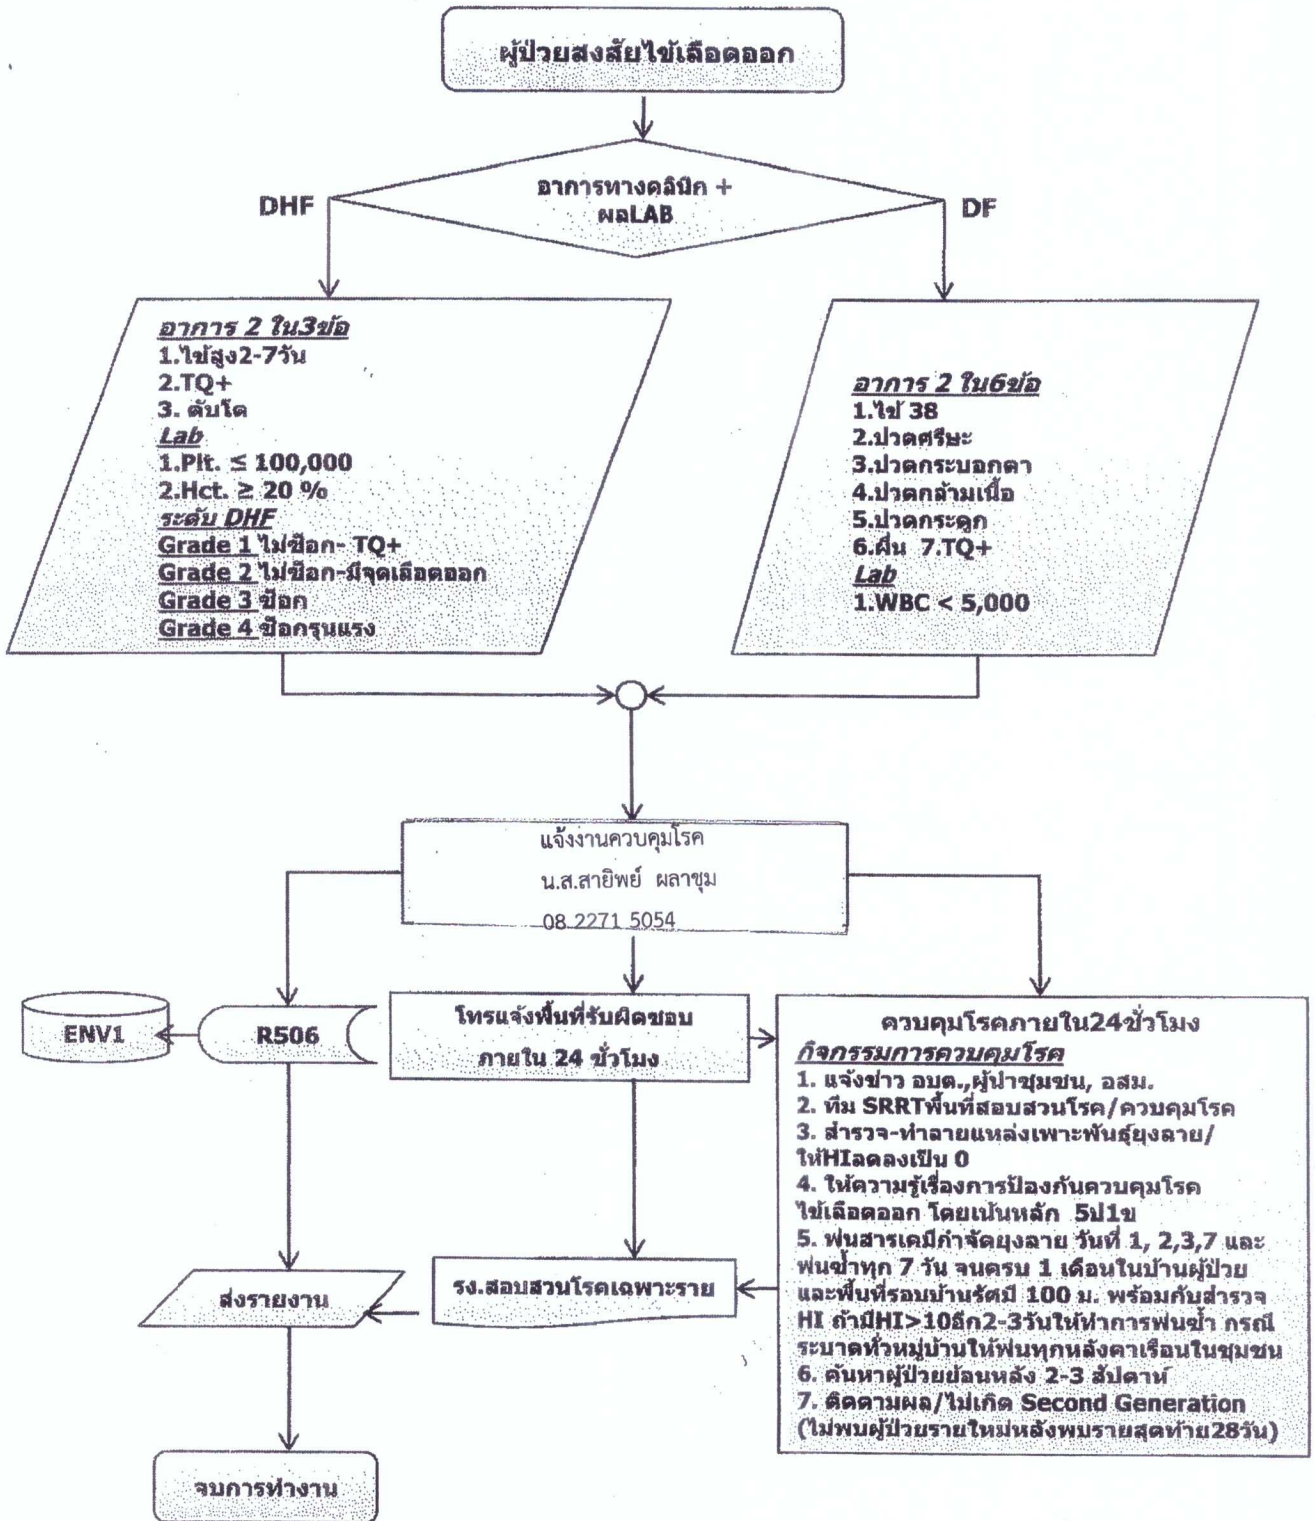 ผู้ป่วยสงสัยไข้เลือดออก
อาการทางคลินิก +
ผลLAB
DHF
DF
อาการ 2 ใน3ข้อ
1.ไข้สูง2-7วัน
2.TQ+
3. ตับโต
Lab
1.Plt. ≤ 100,000
2.Hct. ≥ 20 %
ระดับ DHF
Grade 1 ไม่ช็อก- TQ+
Grade 2 ไม่ช็อก-มีจุดเลือดออก
Grade 3 ช็อก
Grade 4 ช็อกรุนแรง
อาการ 2 ใน6ข้อ
1.ไข้ 38
2.ปวดศรีษะ
3.ปวดกระบอกตา
4.ปวดกล้ามเนื้อ
5.ปวดกระดูก
6.ผื่น 7.TQ+
Lab
1.WBC < 5,000
แจ้งงานควบคุมโรค
น.ส.สายิพย์ ผลาชุม
08 2271 5054
ENV1
R506
โทรแจ้งพื้นที่รับผิดชอบ
ภายใน 24 ชั่วโมง
ควบคุมโรคภายใน24ชั่วโมง
กิจกรรมการควบคุมโรค
1. แจ้งข่าว อบต.,ผู้นำชุมชน, อสม.
2. ทีม SRRTพื้นที่สอบสวนโรค/ควบคุมโรค
3. สำรวจ-ทำลายแหล่งเพาะพันธุ์ยุงลาย/
ให้HIลดลงเป็น 0
4. ให้ความรู้เรื่องการป้องกันควบคุมโรค
ไข้เลือดออก โดยเน้นหลัก 5ป1ข
5. พ่นสารเคมีกำจัดยุงลาย วันที่ 1, 2,3,7 และ
พ่นซ้ำทุก 7 วัน จนครบ 1 เดือนในบ้านผู้ป่วย
และพื้นที่รอบบ้านรัศมี 100 ม. พร้อมกับสำรวจ
HI ถ้ามีHI>10อีก2-3วันให้ทำการพ่นซ้ำ กรณี
ระบาดทั่วหมู่บ้านให้พ่นทุกหลังคาเรือนในชุมชน
6. ค้นหาผู้ป่วยย้อนหลัง 2-3 สัปดาห์
7. ติดตามผล/ไม่เกิด Second Generation
(ไม่พบผู้ป่วยรายใหม่หลังพบรายสุดท้าย28วัน)
ส่งรายงาน
รง.สอบสวนโรคเฉพาะราย
จบการทำงาน